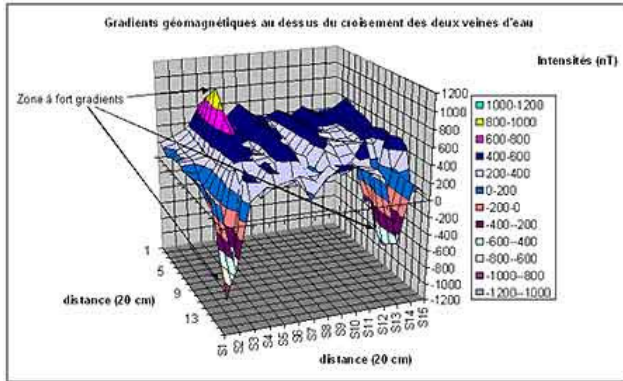 Gradients géomagnétiques au dessus du croisement des deux veines d'eau
Intensités (nT)
Zone à fort gradients
1200
1000
800
600
400
200
0
-200
-400
-600
-800
-1000
-1200
1000-1200
800-1000
600-800
400-600
200-400
0-200
-200-0
-400--200
-600--400
-800--600
-1000--800
-1200--1000
1
5
9
13
distance (20 cm)
S1
S2
S3
S4
S5
S6
S7
S8
S9
S10
S11
S12
S13
S14
S15
distance (20 cm)